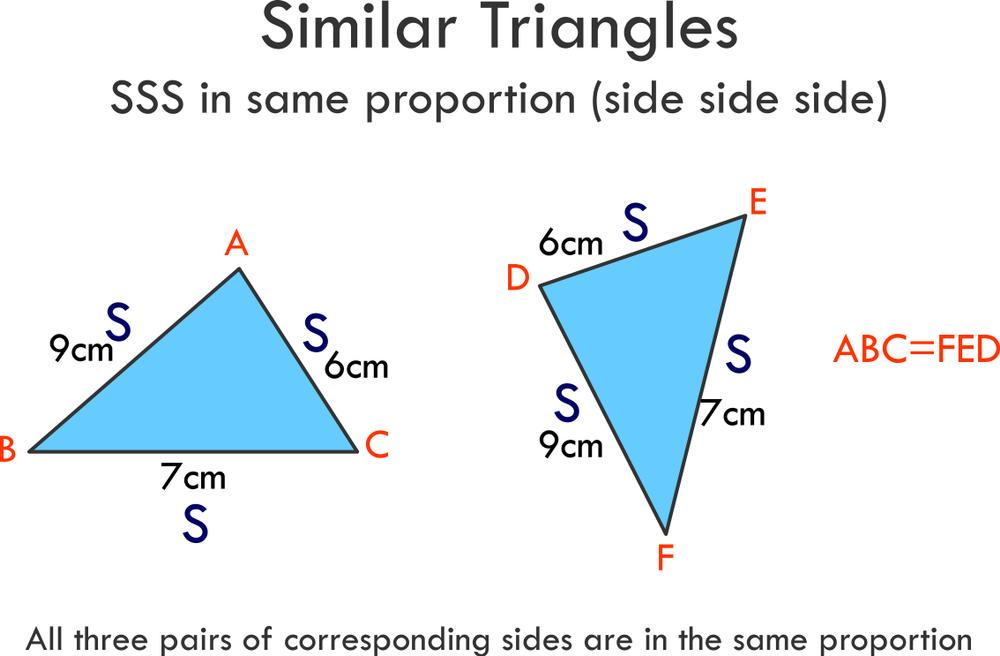 Similar Triangles
SSS in same proportion (side side side)
A
S
9cm
S
6cm
B
C
7cm
S
E
S
6cm
D
S
7cm
S
9cm
F
ABC=FED
All three pairs of corresponding sides are in the same proportion